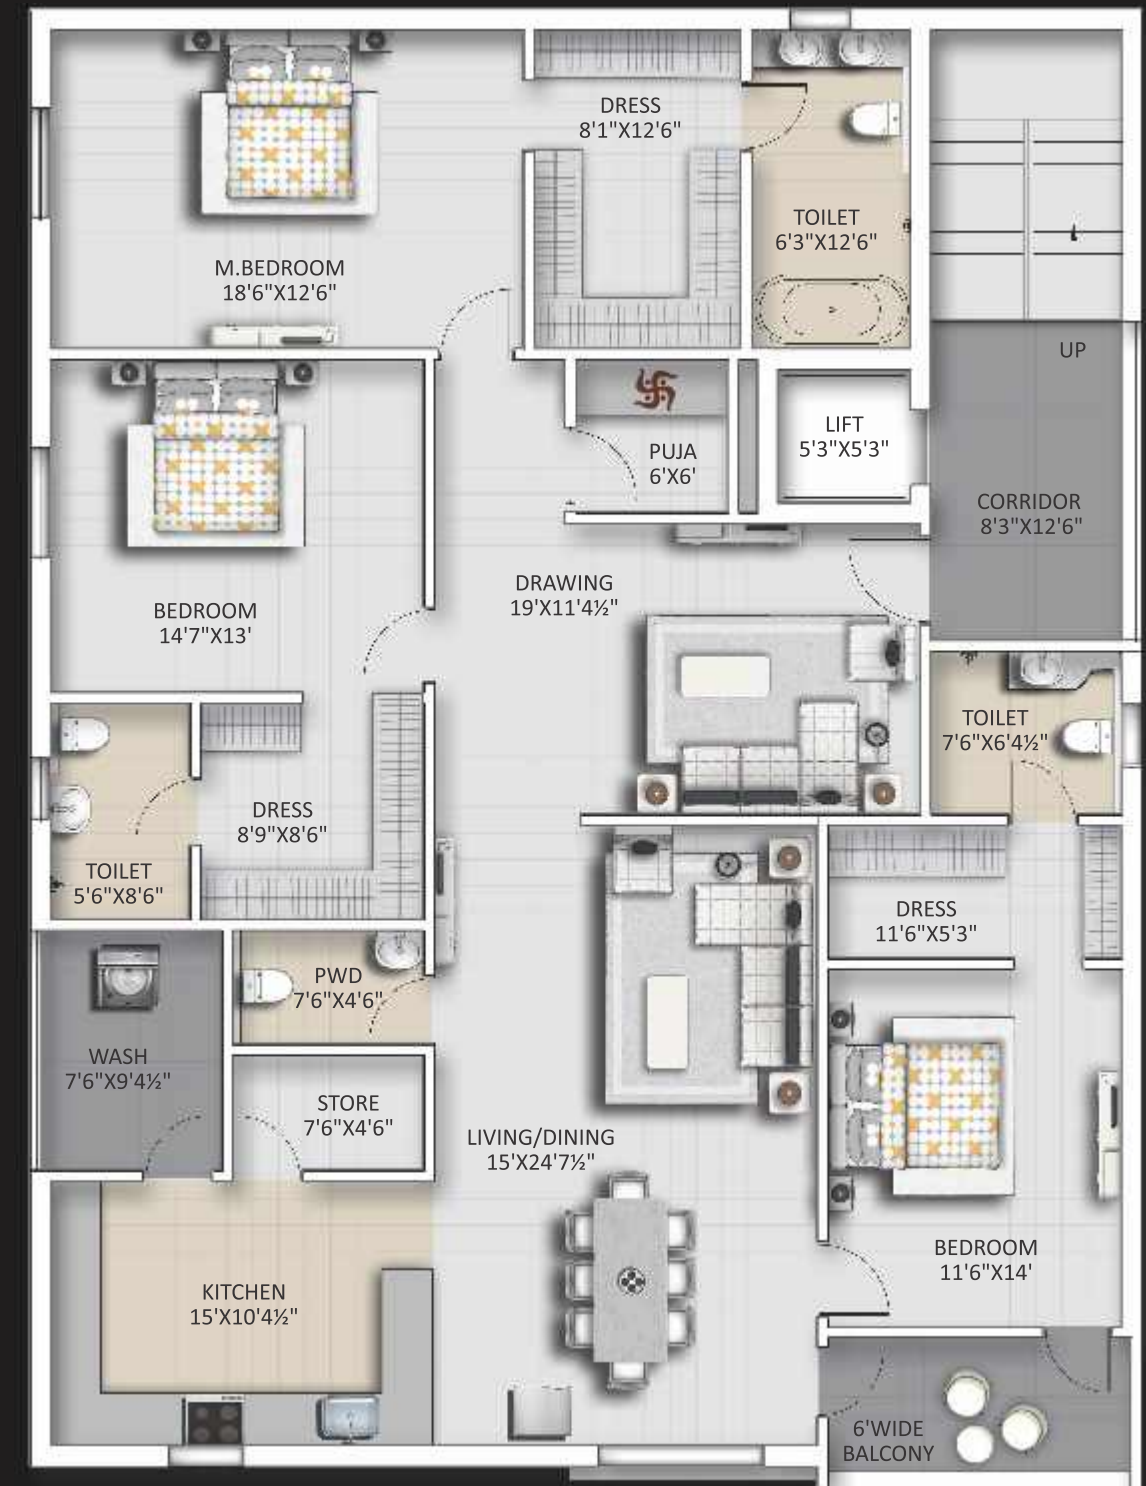 DRESS
8'1"X12'6"
TOILET
6'3"X12'6"
M.BEDROOM
18'6"X12'6"
UP
LIFT
5'3"X5'3"
PUJA
6'X6'
CORRIDOR
8'3"X12'6"
DRAWING
19'X11'4½"
BEDROOM
14'7"X13'
TOILET
7'6"X6'4½"
DRESS
8'9"X8'6"
TOILET
5'6"X8'6"
DRESS
11'6"X5'3"
PWD
7'6"X4'6"
WASH
7'6"X9'4½"
STORE
7'6"X4'6"
LIVING/DINING
15'X24'7½"
BEDROOM
11'6"X14'
KITCHEN
15'X10'4½"
6'WIDE
BALCONY